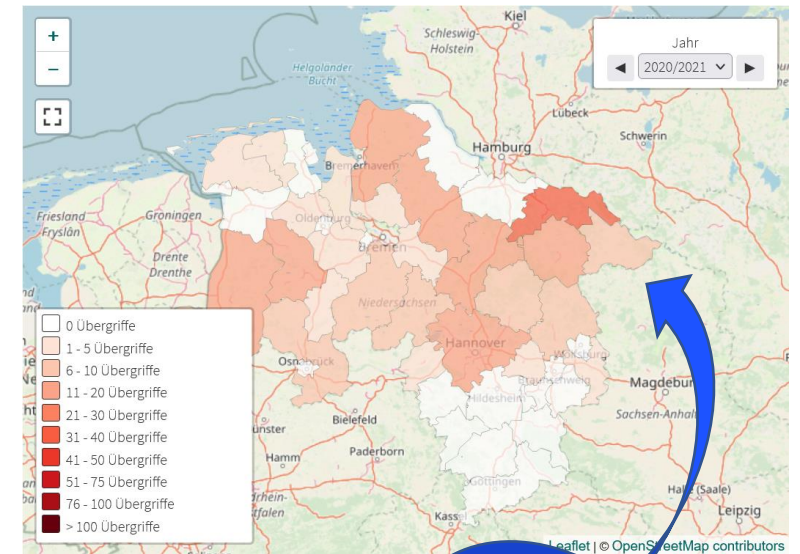 Kiel
Schleswig-
Holstein
Helgolander
Bucht
+
−
Jahr
◀ 2020/2021 ▶
Lübeck
Schwerin
Hamburg
Bremerhaven
Friesland
Fryslân
Groningen
Oldenburg
Bremen
Drente
Drenthe
Niedersachsen
Hannover
Wolfsburg
Braunschweig
Osnabrück
Hildesheim
Magdebur
Sachsen-Anhal
Bielefeld
Hamm
Paderborn
Göttingen
Halle (Saale)
Leipzig
Kassel
0 Übergriffe
1 - 5 Übergriffe
6 - 10 Übergriffe
11 - 20 Übergriffe
21 - 30 Übergriffe
31 - 40 Übergriffe
41 - 50 Übergriffe
51 - 75 Übergriffe
76 - 100 Übergriffe
> 100 Übergriffe
Leaflet | © OpenStreetMap contributors